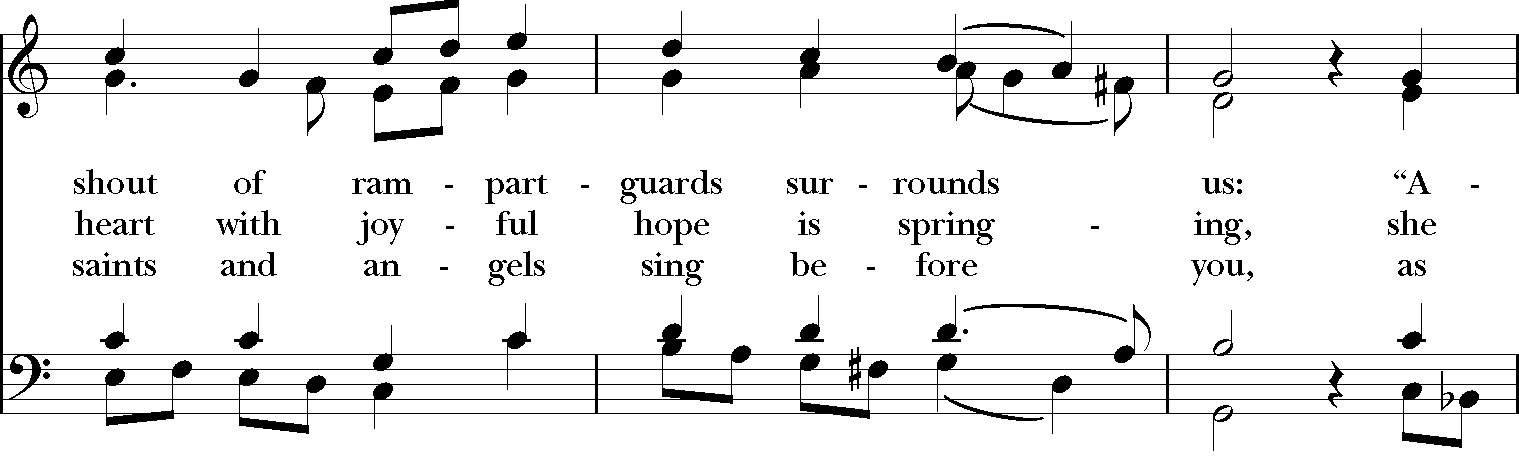 shout of ram - part - guards sur - rounds us: “A -
heart with joy - ful hope is spring - ing, she
saints and an - gels sing be - fore you, as